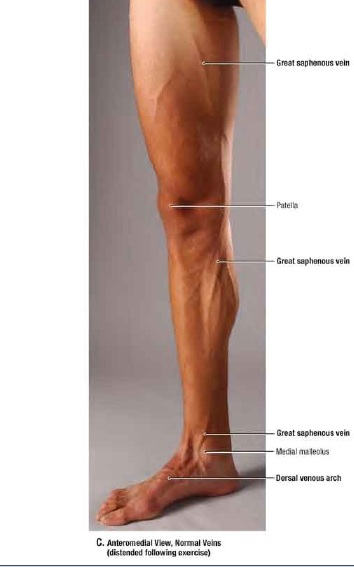 Great saphenous vein
Patella
Great saphenous vein
Great saphenous vein
Medial malleolus
Dorsal venous arch
C. Anteromedial View, Normal Veins
(distended following exercise)